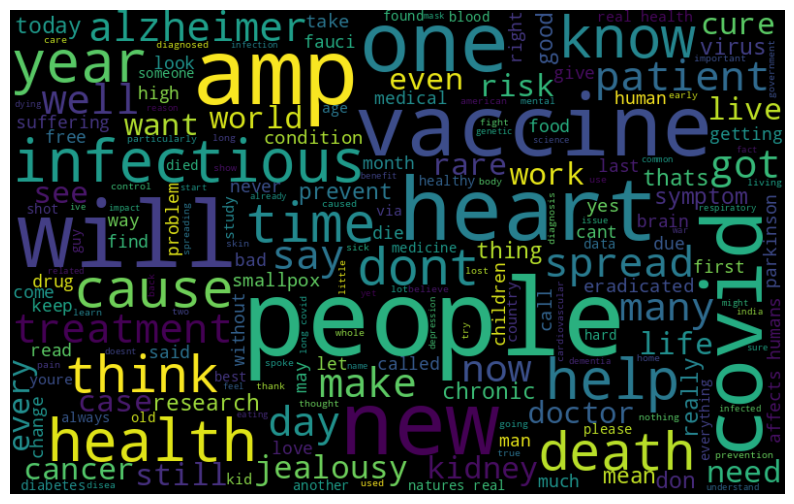 today
alzheimer
take
fauci
found
mask
blood
one
right
real health
good
know
cure
virus
care
diagnosed
infection
look
someone
year
amp
even
risk
give
important
government
patient
dying
well
high
age
medical
vaccine
american
mental
human
early
live
suffering
want
world
reason
free
particularly
long
condition
month
food
fight
genetic
science
getting
infectious
died
show
prevent
rare
healthy
body
work
last
common
fact
use
got
see
control
impact
ive
start
already
caused
never
benefit
time
heart
diagnosis
thats
symptom
living
respiratory
will
spreading
problem
shot
way
find
study
via
die
yes
cant
brain
issue
war
parkinson
guy
skin
bad
say
sick
medicine
thing
data
due
covid
cause
drug
smallpox
dont
little
lost
spread
first
come
keep
related
learn
two
without
people
lot
believe
yet
children
country
call
eradicated
many
might
india
treatment
long covid
depression
whole
try
cardiovascular
hard
sure
humans
affects
read
said
let
spoke
called
now
dementia
life
pain
doesnt
youre
may
name
home
think
best
feel
thank
make
chronic
help
really
everything
every
change
case
research
thought
going
doctor
nothing
infected
always
old
day
love
man
please
prevention
health
new
eating
true
death
cancer
still
kid
jealousy
kidney
mean
don
need
diabetes
disea
another
used
natures real
much
understand